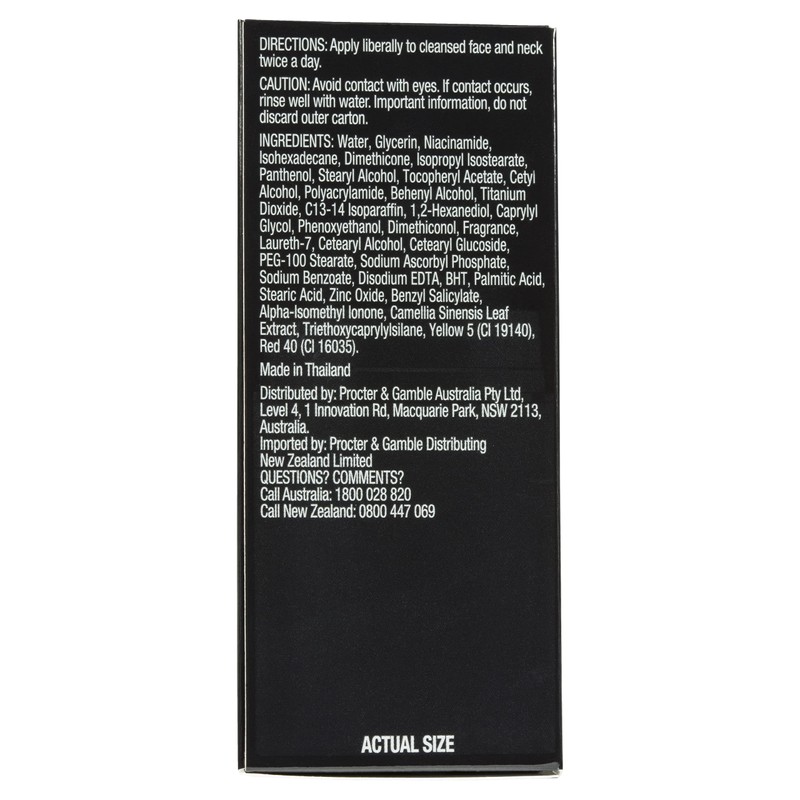 DIRECTIONS: Apply liberally to cleansed face and neck
twice a day.
CAUTION: Avoid contact with eyes. If contact occurs,
rinse well with water. Important information, do not
discard outer carton.
INGREDIENTS: Water, Glycerin, Niacinamide,
Isohexadecane, Dimethicone, Isopropyl Isostearate,
Panthenol, Stearyl Alcohol, Tocopheryl Acetate, Cetyl
Alcohol, Polyacrylamide, Behenyl Alcohol, Titanium
Dioxide, C13-14 Isoparaffin, 1,2-Hexanediol, Caprylyl
Glycol, Phenoxyethanol, Dimethiconol, Fragrance,
Laureth-7, Cetearyl Alcohol, Cetearyl Glucoside,
PEG-100 Stearate, Sodium Ascorbyl Phosphate,
Sodium Benzoate, Disodium EDTA, BHT, Palmitic Acid,
Stearic Acid, Zinc Oxide, Benzyl Salicylate,
Alpha-Isomethyl Ionone, Camellia Sinensis Leaf
Extract, Triethoxycaprylylsilane, Yellow 5 (CI 19140),
Red 40 (CI 16035).
Made in Thailand
Distributed by: Procter & Gamble Australia Pty Ltd,
Level 4, 1 Innovation Rd, Macquarie Park, NSW 2113,
Australia.
Imported by: Procter & Gamble Distributing
New Zealand Limited
QUESTIONS? COMMENTS?
Call Australia: 1800 028 820
Call New Zealand: 0800 447 069
ACTUAL SIZE